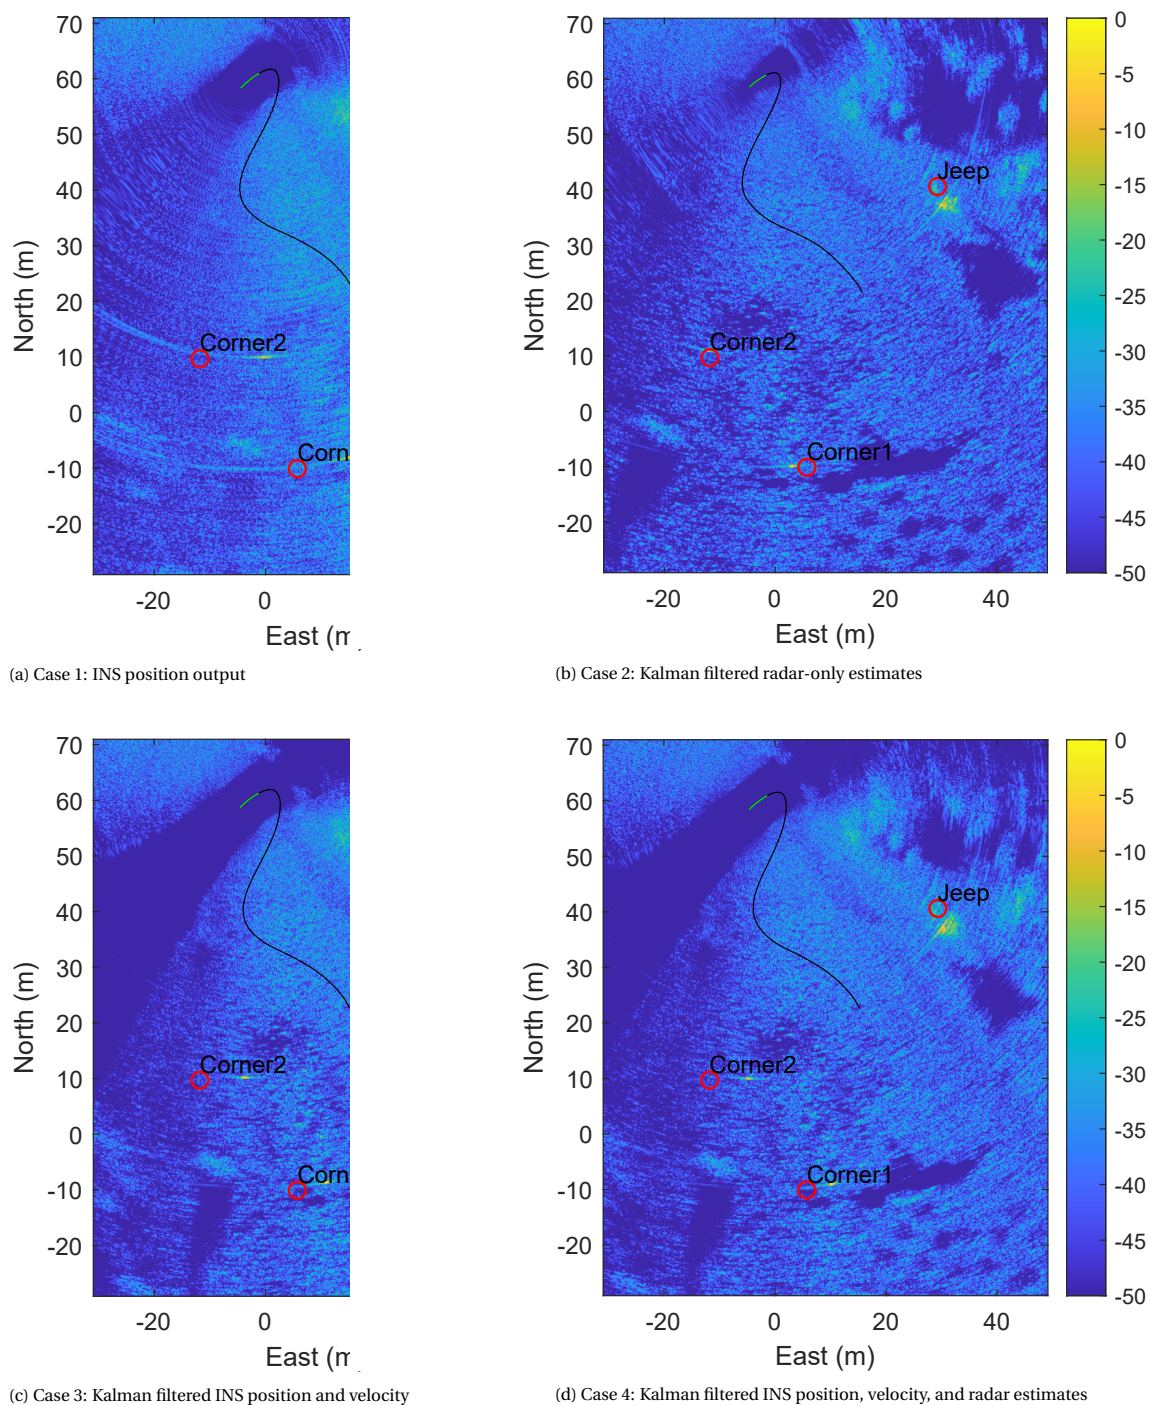 70
60
50
40
30
20
10
0
-10
-20
North (m)
Corner2
Corn
-20 0
East (m
(a) Case 1: INS position output
70
60
50
40
30
20
10
0
-10
-20
North (m)
Jeep
Corner2
Corner1
-20 0 20 40
East (m)
0
-5
-10
-15
-20
-25
-30
-35
-40
-45
-50
(b) Case 2: Kalman filtered radar-only estimates
70
60
50
40
30
20
10
0
-10
-20
North (m)
Corner2
Corn
-20 0
East (m
(c) Case 3: Kalman filtered INS position and velocity
70
60
50
40
30
20
10
0
-10
-20
North (m)
Jeep
Corner2
Corner1
-20 0 20 40
East (m)
0
-5
-10
-15
-20
-25
-30
-35
-40
-45
-50
(d) Case 4: Kalman filtered INS position, velocity, and radar estimates